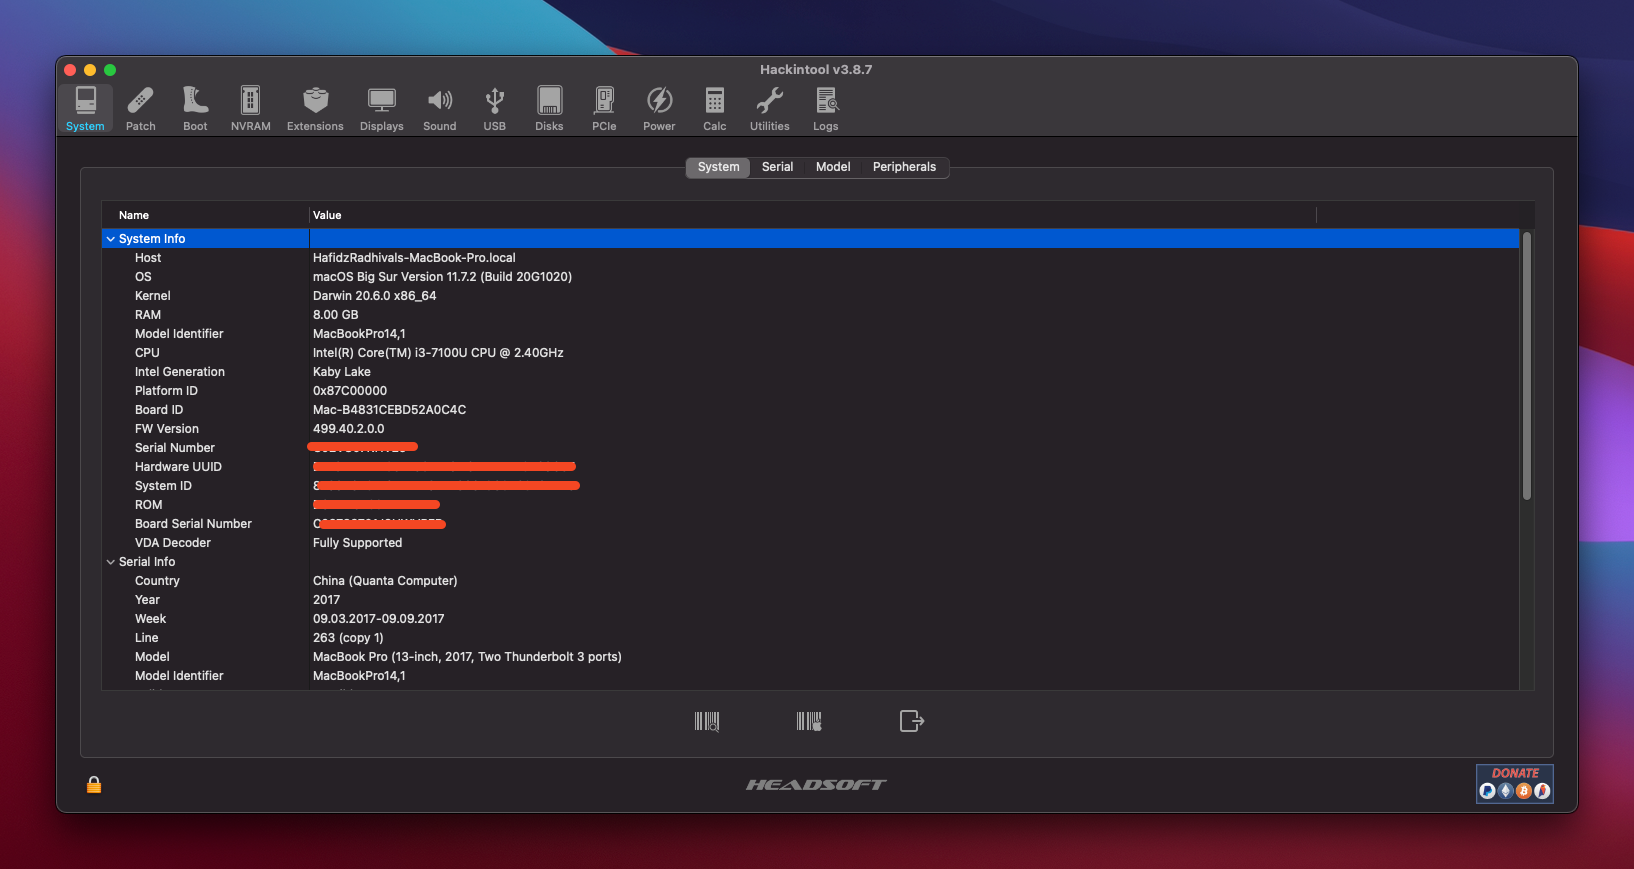 Hackintool v3.8.7
System Patch Boot NVRAM Extensions Displays Sound USB Disks PCIe Power Calc Utilities Logs
System Serial Model Peripherals
Name Value
System Info
Host HafidzRadhivals-MacBook-Pro.local
OS macOS Big Sur Version 11.7.2 (Build 20G1020)
Kernel Darwin 20.6.0 x86_64
RAM 8.00 GB
Model Identifier MacBookPro14,1
CPU Intel(R) Core(TM) i3-7100U CPU @ 2.40GHz
Intel Generation Kaby Lake
Platform ID 0x87C00000
Board ID Mac-B4831CEBD52A0C4C
FW Version 499.40.2.0.0
Serial Number
Hardware UUID
System ID
ROM
Board Serial Number
VDA Decoder Fully Supported
Serial Info
Country China (Quanta Computer)
Year 2017
Week 09.03.2017-09.09.2017
Line 263 (copy 1)
Model MacBook Pro (13-inch, 2017, Two Thunderbolt 3 ports)
Model Identifier MacBookPro14,1
HEADSOFT
DONATE